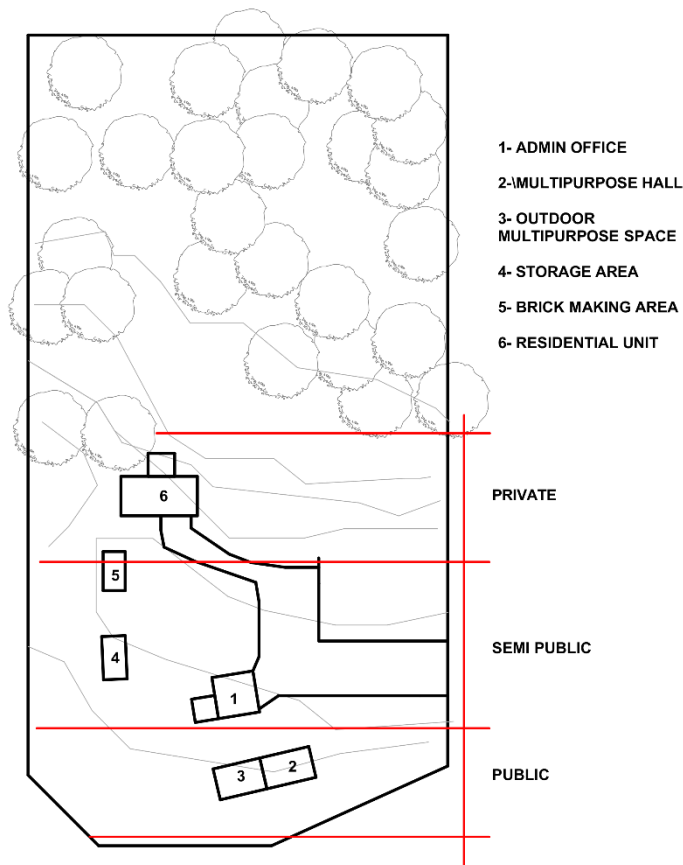 1- ADMIN OFFICE
2-\MULTIPURPOSE HALL
3- OUTDOOR
MULTIPURPOSE SPACE
4- STORAGE AREA
5- BRICK MAKING AREA
6- RESIDENTIAL UNIT
PRIVATE
6
5
SEMI PUBLIC
4
1
PUBLIC
2
3